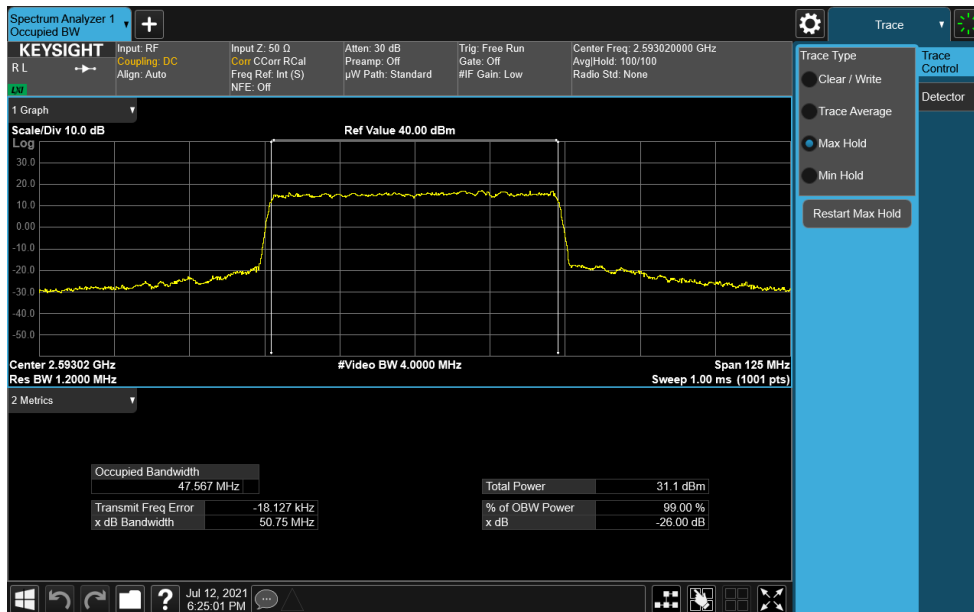 Spectrum Analyzer 1
Occupied BW
Trace
KEYSIGHT
R L
LXI
Input: RF
Coupling: DC
Align: Auto
Input Z: 50 Ω
Corr CCorr RCal
Freq Ref: Int (S)
NFE: Off
Atten: 30 dB
Preamp: Off
µW Path: Standard
Trig: Free Run
Gate: Off
#IF Gain: Low
Center Freq: 2.593020000 GHz
Avg|Hold: 100/100
Radio Std: None
1 Graph
Scale/Div 10.0 dB
Ref Value 40.00 dBm
Log
30.0
20.0
10.0
0.00
-10.0
-20.0
-30.0
-40.0
-50.0
Center 2.59302 GHz
#Video BW 4.0000 MHz
Span 125 MHz
Res BW 1.2000 MHz
Sweep 1.00 ms (1001 pts)
2 Metrics
Occupied Bandwidth
47.567 MHz
Transmit Freq Error -18.127 kHz
x dB Bandwidth 50.75 MHz
Total Power 31.1 dBm
% of OBW Power 99.00 %
x dB -26.00 dB
Trace Type
Clear / Write
Trace Average
Max Hold
Min Hold
Restart Max Hold
Trace
Control
Detector
?
Jul 12, 2021
6:25:01 PM